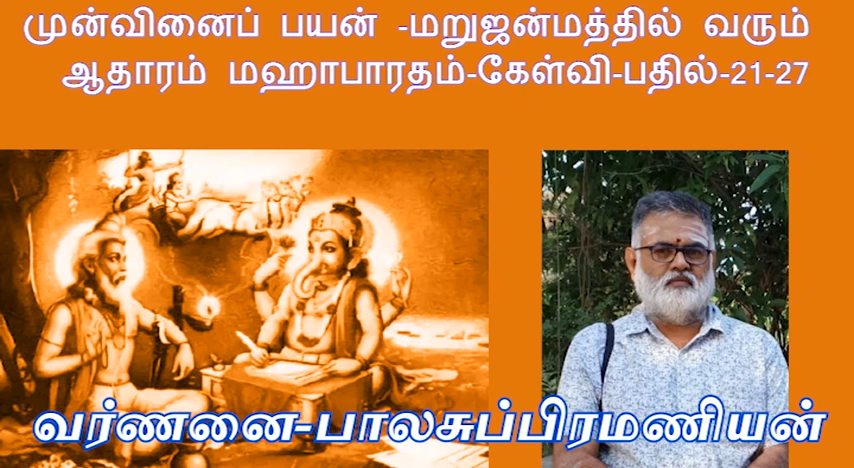 முன்வினைப் பயன் -மறுஜன்மத்தில் வரும்
ஆதாரம் மஹாபாரதம்-கேள்வி-பதில்-21-27
வர்ணனை-பாலசுப்பிரமணியன்